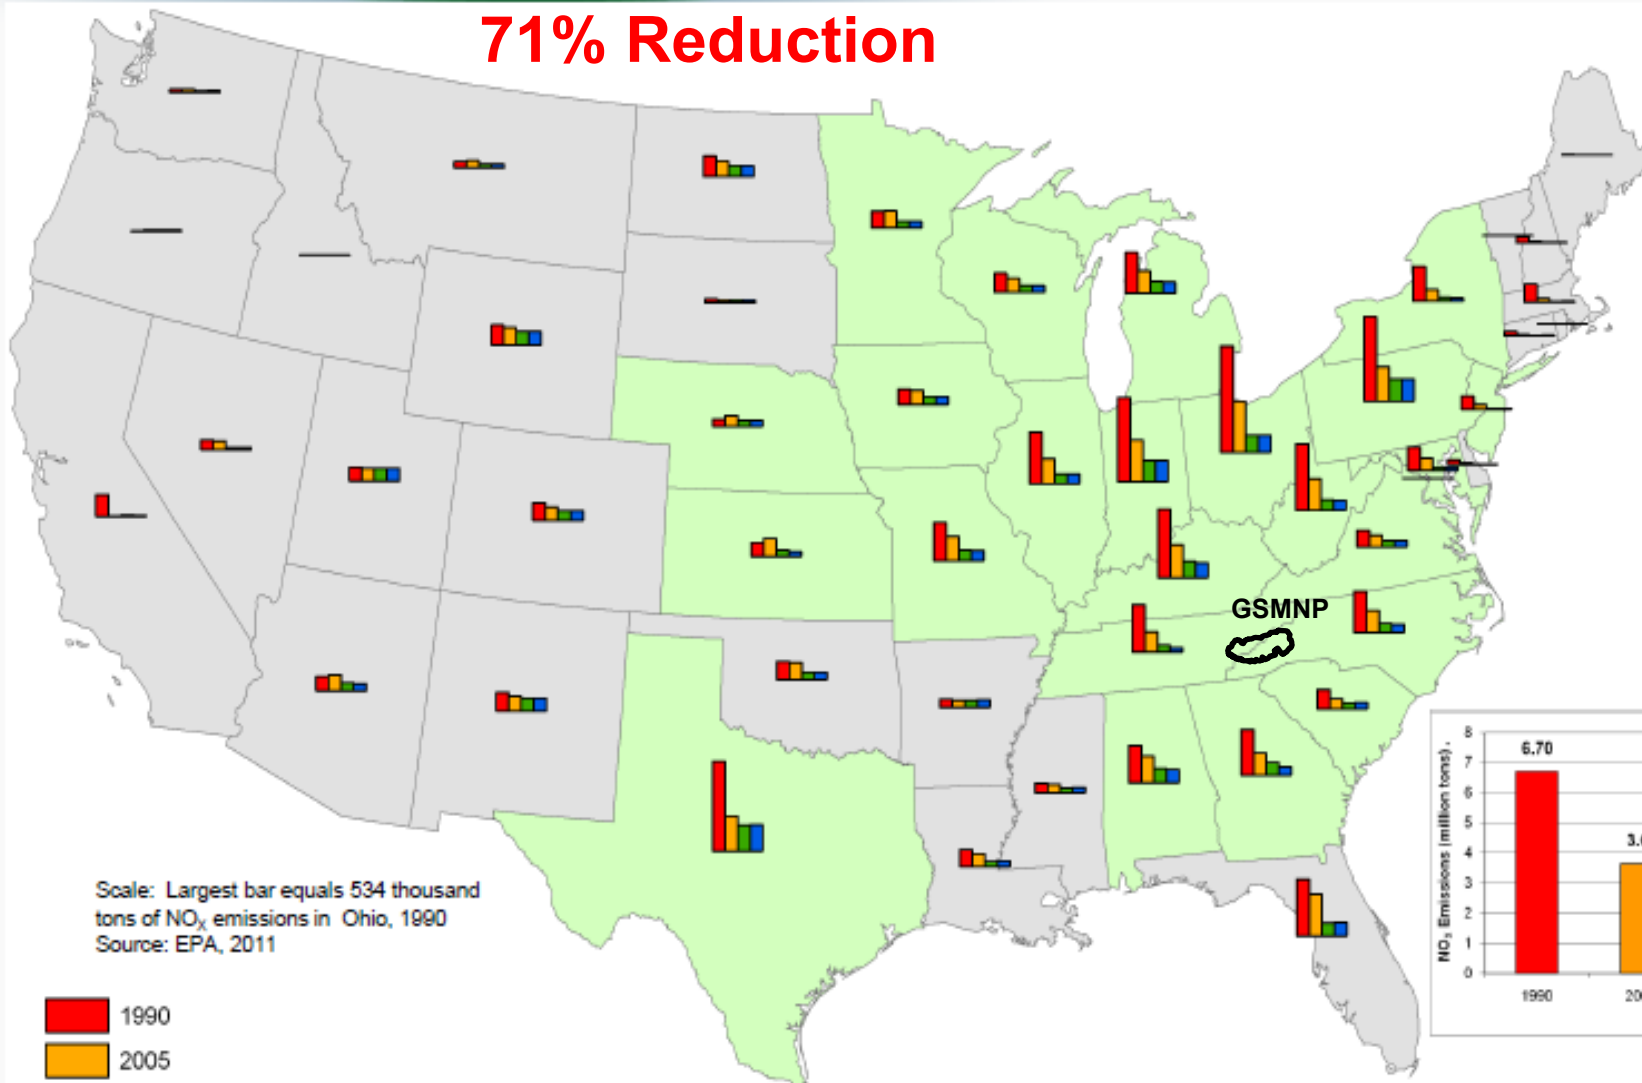 71% Reduction
GSMNP
Scale: Largest bar equals 534 thousand
tons of NOX emissions in Ohio, 1990
Source: EPA, 2011
1990
2005
NOX Emissions (million tons).
8
7
6
5
4
3
2
1
0
6.70
1990